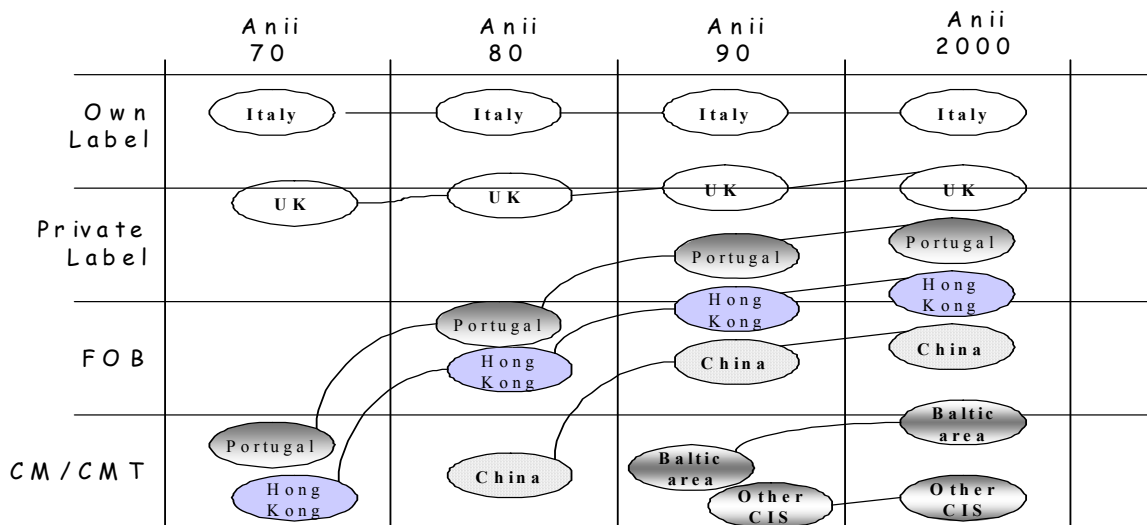 Anii
70
Anii
80
Anii
90
Anii
2000
Own
Label
Italy
Italy
Italy
Italy
UK
UK
UK
UK
Private
Label
Portugal
Portugal
Hong
Kong
Hong
Kong
FOB
Portugal
Hong
Kong
China
China
CM/CMT
Portugal
Hong
Kong
China
Baltic
area
Other
CIS
Baltic
area
Other
CIS